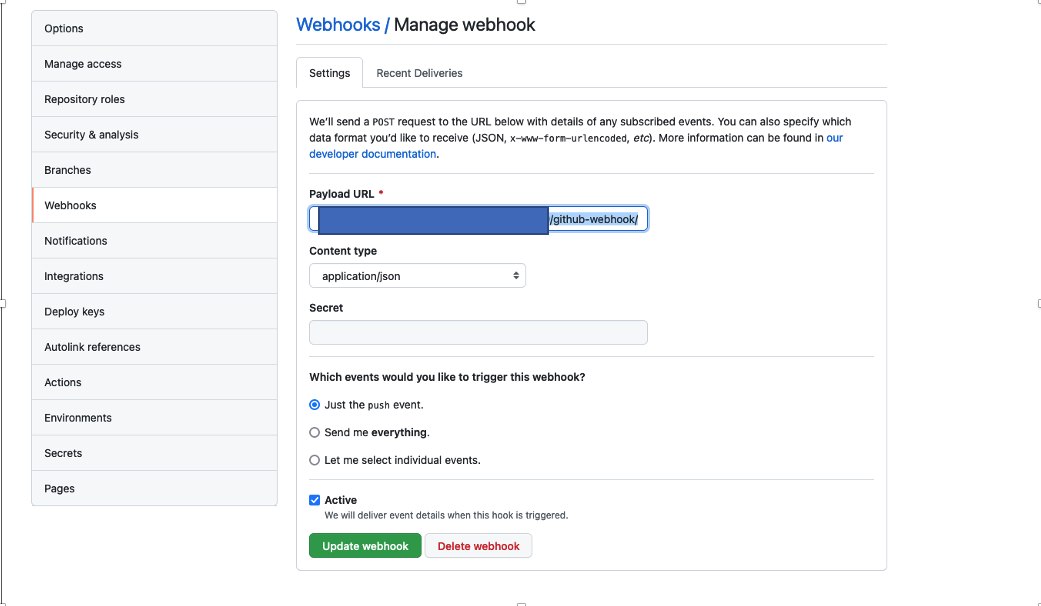 Options
Manage access
Repository roles
Security & analysis
Branches
Webhooks
Notifications
Integrations
Deploy keys
Autolink references
Actions
Environments
Secrets
Pages
Webhooks / Manage webhook
Settings
Recent Deliveries
We'll send a POST request to the URL below with details of any subscribed events. You can also specify which
data format you'd like to receive (JSON, x-www-form-urlencoded, etc). More information can be found in our
developer documentation.
Payload URL *
/github-webhook/
Content type
application/json
Secret
Which events would you like to trigger this webhook?
Just the push event.
Send me everything.
Let me select individual events.
Active
We will deliver event details when this hook is triggered.
Update webhook
Delete webhook